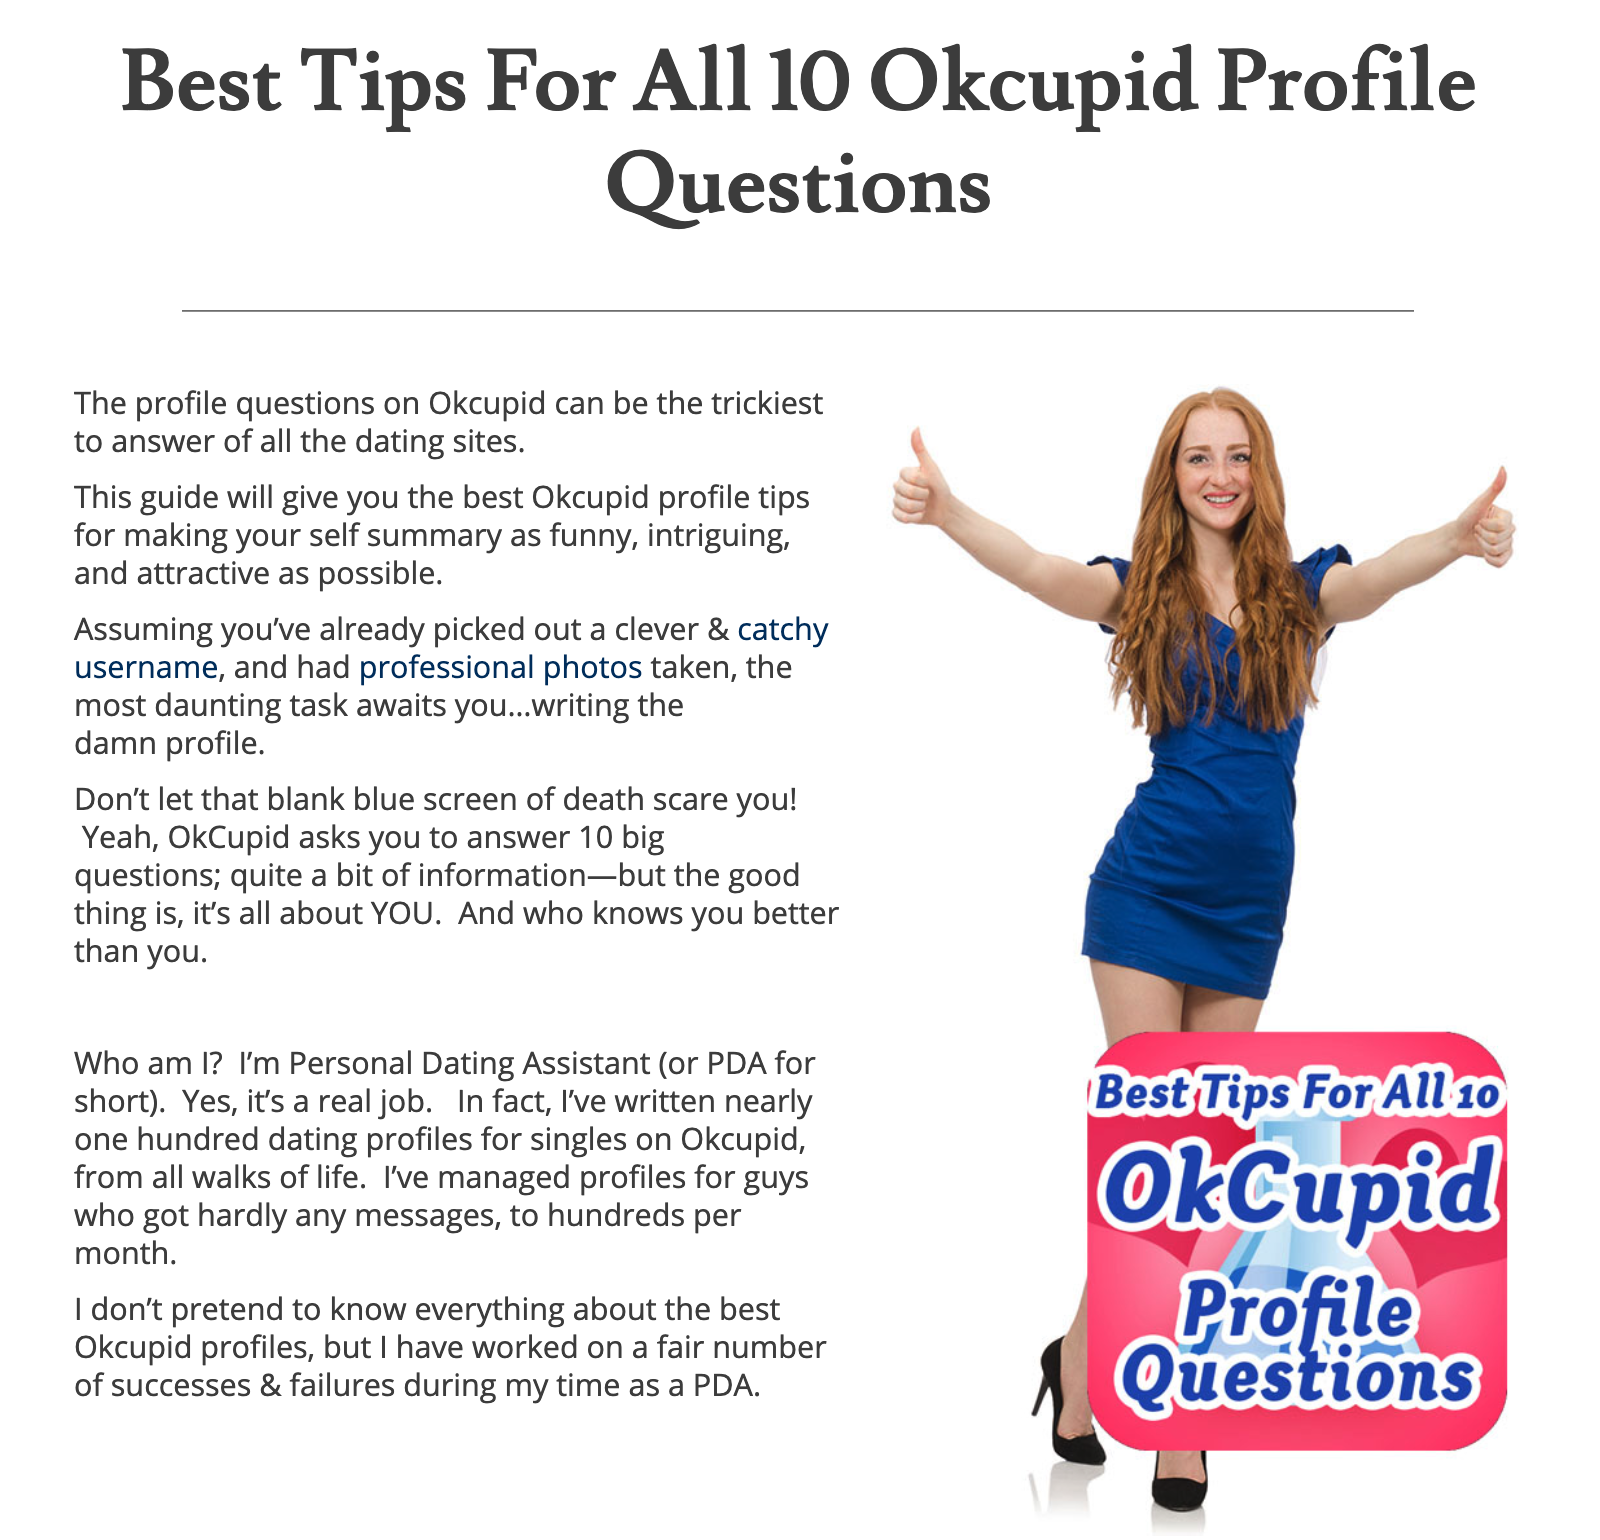 Best Tips For All 10 Okcupid Profile
Questions
The profile questions on Okcupid can be the trickiest
to answer of all the dating sites.
This guide will give you the best Okcupid profile tips
for making your self summary as funny, intriguing,
and attractive as possible.
Assuming you’ve already picked out a clever & catchy
username, and had professional photos taken, the
most daunting task awaits you…writing the
damn profile.
Don’t let that blank blue screen of death scare you!
Yeah, OkCupid asks you to answer 10 big
questions; quite a bit of information—but the good
thing is, it’s all about YOU.  And who knows you better
than you.
Who am I?  I’m Personal Dating Assistant (or PDA for
short).  Yes, it’s a real job.   In fact, I’ve written nearly
one hundred dating profiles for singles on Okcupid,
from all walks of life.  I’ve managed profiles for guys
who got hardly any messages, to hundreds per
month.
I don’t pretend to know everything about the best
Okcupid profiles, but I have worked on a fair number
of successes & failures during my time as a PDA.
Best Tips For All 10
OkCupid
Profile
Questions